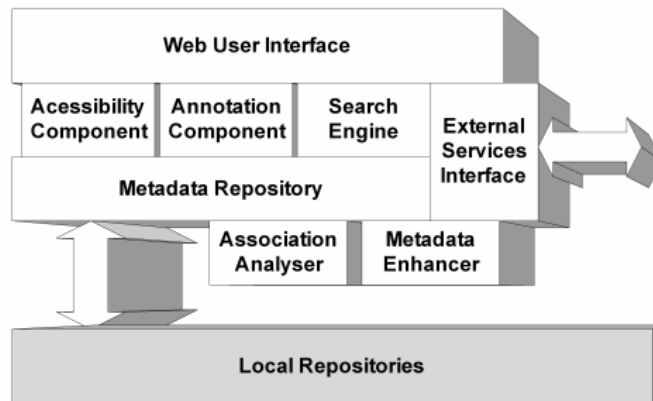 Web User Interface
Acessibility
Component
Annotation
Component
Search
Engine
External
Services
Interface
Metadata Repository
Association
Analyser
Metadata
Enhancer
Local Repositories